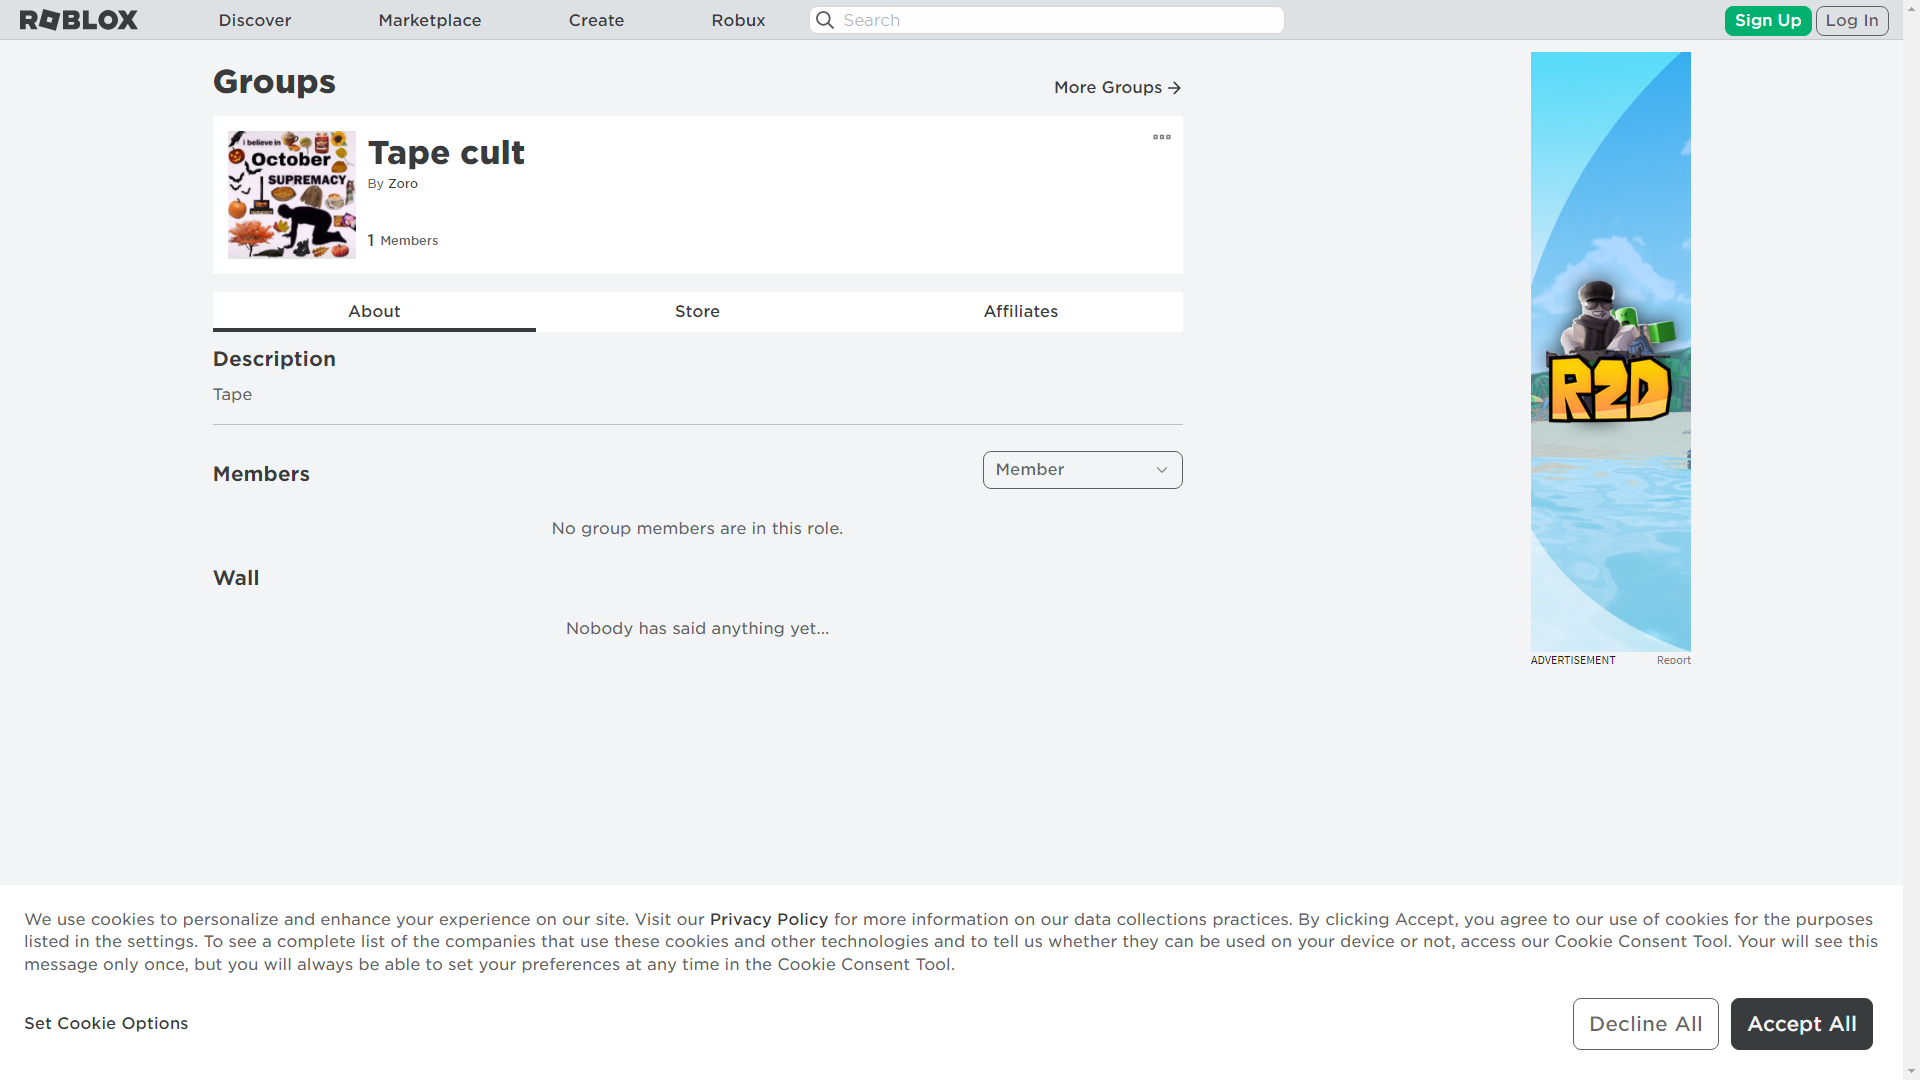 ROBLOX
Discover
Marketplace
Create
Robux
Search
Sign Up
Log In
Groups
More Groups
i believe in
October
SUPREMACY
Tape cult
By Zoro
1 Members
About
Store
Affiliates
Description
Tape
Members
Member
No group members are in this role.
Wall
Nobody has said anything yet...
R2D
ADVERTISEMENT
Report
We use cookies to personalize and enhance your experience on our site. Visit our Privacy Policy for more information on our data collections practices. By clicking Accept, you agree to our use of cookies for the purposes
listed in the settings. To see a complete list of the companies that use these cookies and other technologies and to tell us whether they can be used on your device or not, access our Cookie Consent Tool. Your will see this
message only once, but you will always be able to set your preferences at any time in the Cookie Consent Tool.
Set Cookie Options
Decline All
Accept All